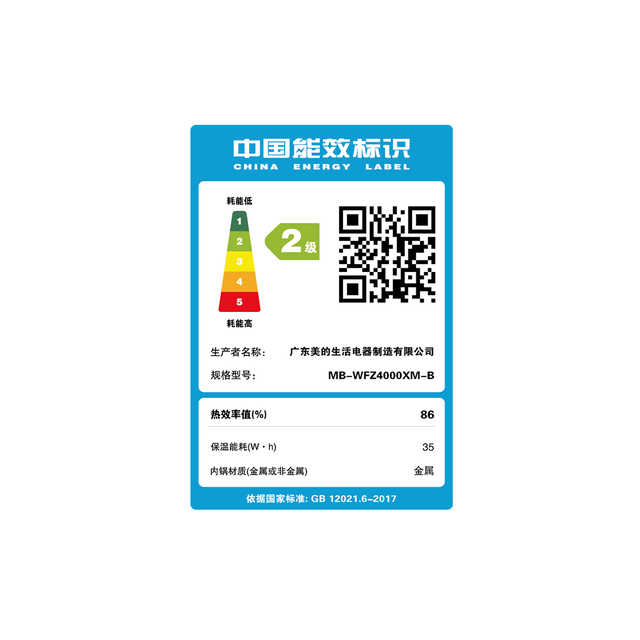 中国能效标识
CHINA ENERGY LABEL
耗能低
1
2
3
4
5
2级
耗能高
生产者名称: 广东美的生活电器制造有限公司
规格型号: MB-WFZ4000XM-B
热效率值(%) 86
保温能耗(W·h) 35
内锅材质(金属或非金属) 金属
依据国家标准: GB 12021.6-2017